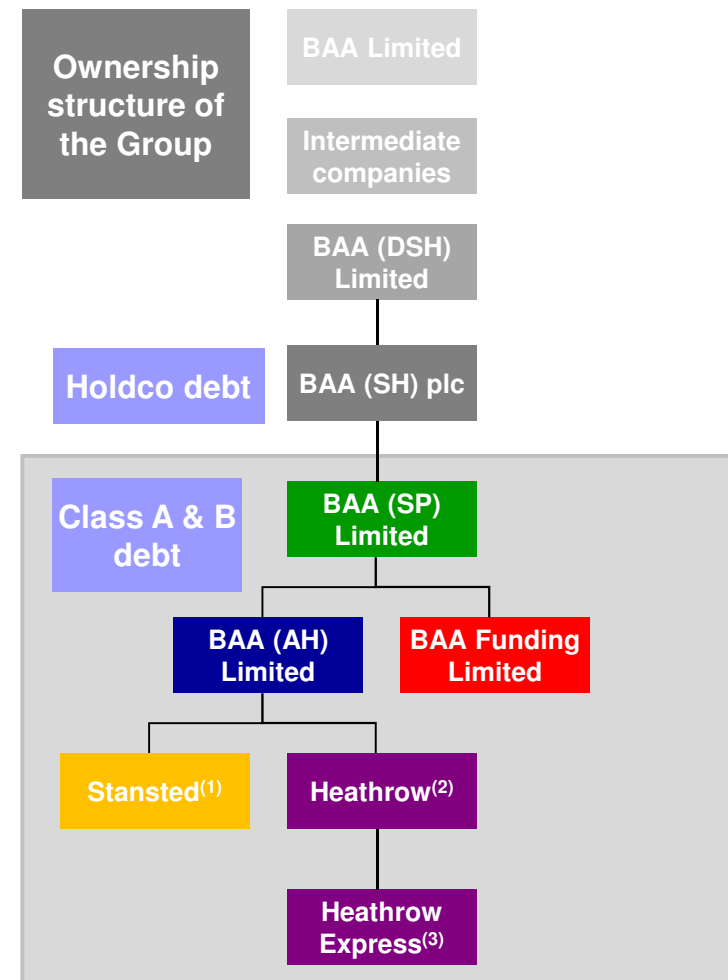 Ownership
structure of
the Group
BAA Limited
Intermediate
companies
BAA (DSH)
Limited
Holdco debt
BAA (SH) plc
Class A & B
debt
BAA (SP)
Limited
BAA (AH)
Limited
BAA Funding
Limited
Stansted(1)
Heathrow(2)
Heathrow
Express(3)